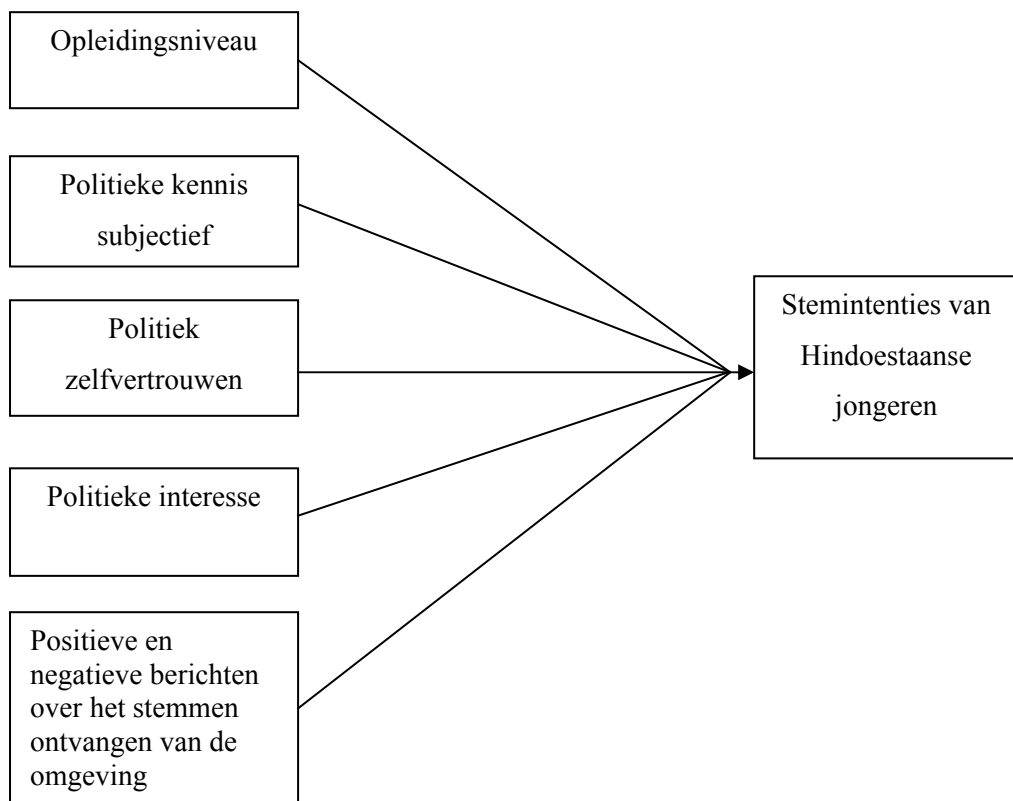 Opleidingsniveau
Politieke kennis
subjectief
Politiek
zelfvertrouwen
Politieke interesse
Positieve en
negatieve berichten
over het stemmen
ontvangen van de
omgeving
Stemintenties van
Hindoestaanse
jongeren